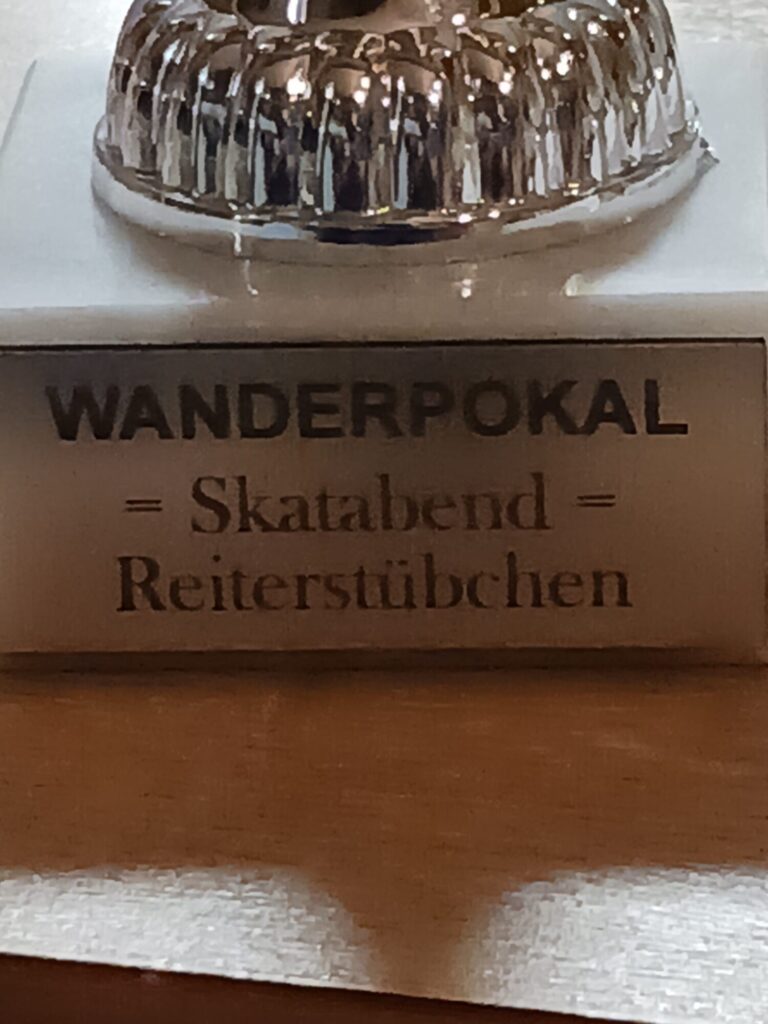 WANDERPOKAL
= Skatabend =
Reiterstübchen